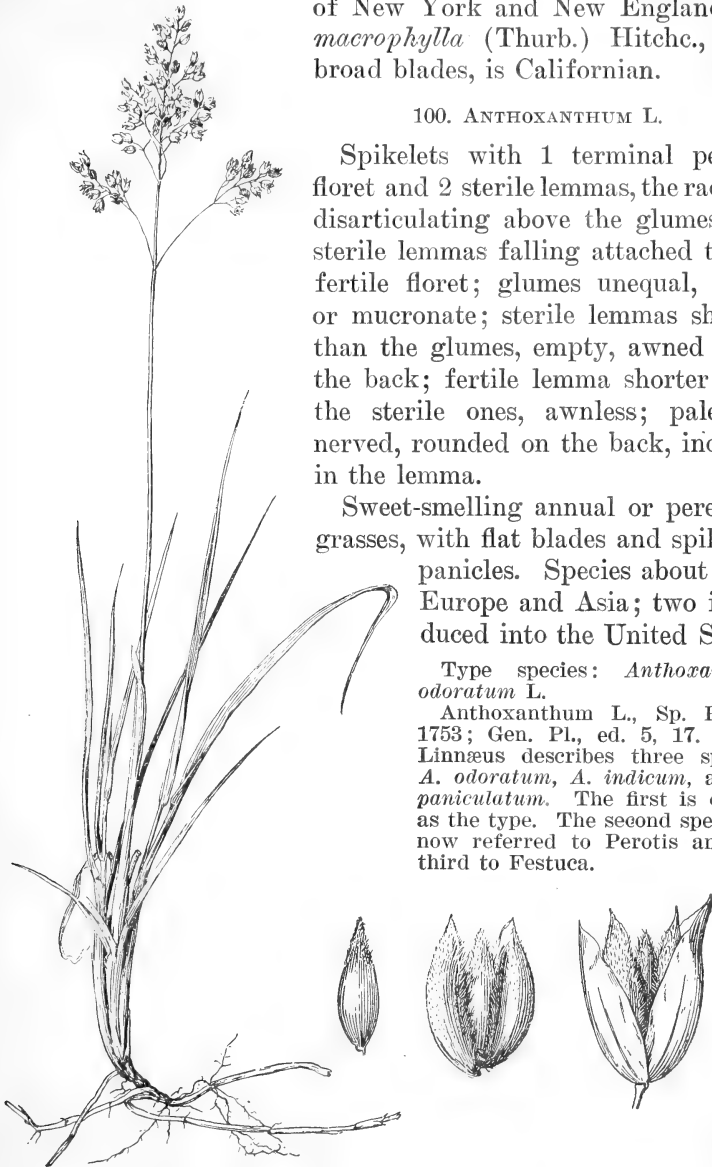 of New York and New England
macrophylla (Thurb.) Hitchc.,
broad blades, is Californian.
100. ANTHOXANTHUM L.
Spikelets with 1 terminal pe
floret and 2 sterile lemmas, the rac
disarticulating above the glumes
sterile lemmas falling attached t
fertile floret; glumes unequal,
or mucronate; sterile lemmas sh
than the glumes, empty, awned
the back; fertile lemma shorter
the sterile ones, awnless; pale
nerved, rounded on the back, inc
in the lemma.
Sweet-smelling annual or pere
grasses, with flat blades and spik
panicles. Species about
Europe and Asia; two i
duced into the United S
Type species: Anthoxa
odoratum L.
Anthoxanthum L., Sp. P
1753; Gen. Pl., ed. 5, 17.
Linnæus describes three sp
A. odoratum, A. indicum, a
paniculatum. The first is c
as the type. The second spe
now referred to Perotis an
third to Festuca.